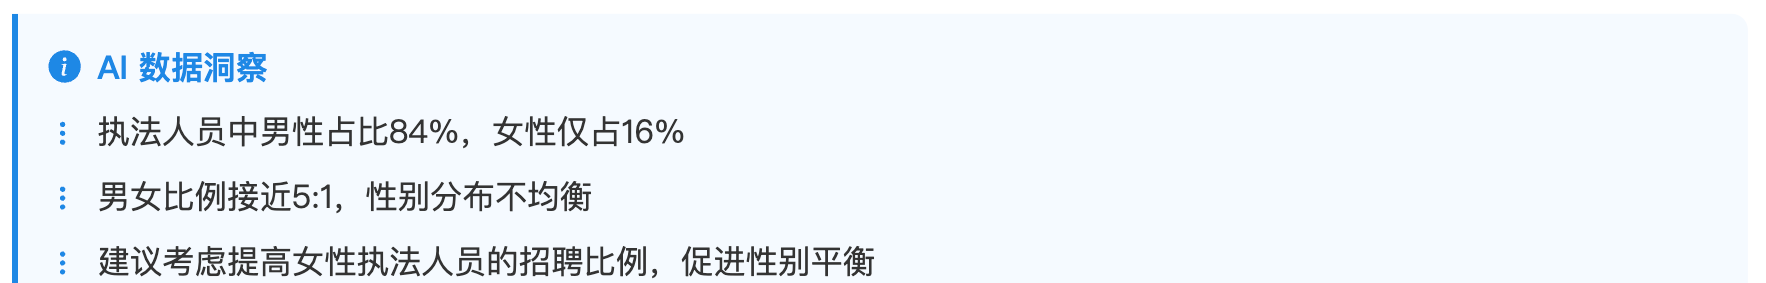 AI 数据洞察
执法人员中男性占比84%，女性仅占16%
男女比例接近5:1，性别分布不均衡
建议考虑提高女性执法人员的招聘比例，促进性别平衡